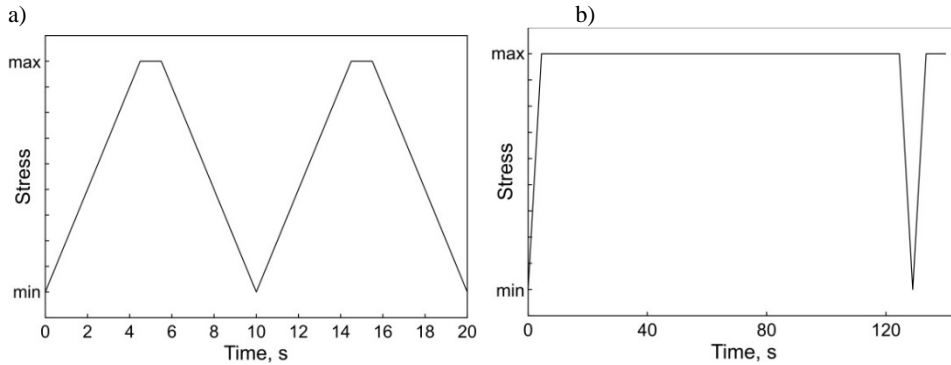 a)
max
Stress
min
0 2 4 6 8 10 12 14 16 18 20
Time, s
b)
max
Stress
min
0 40 80 120
Time, s